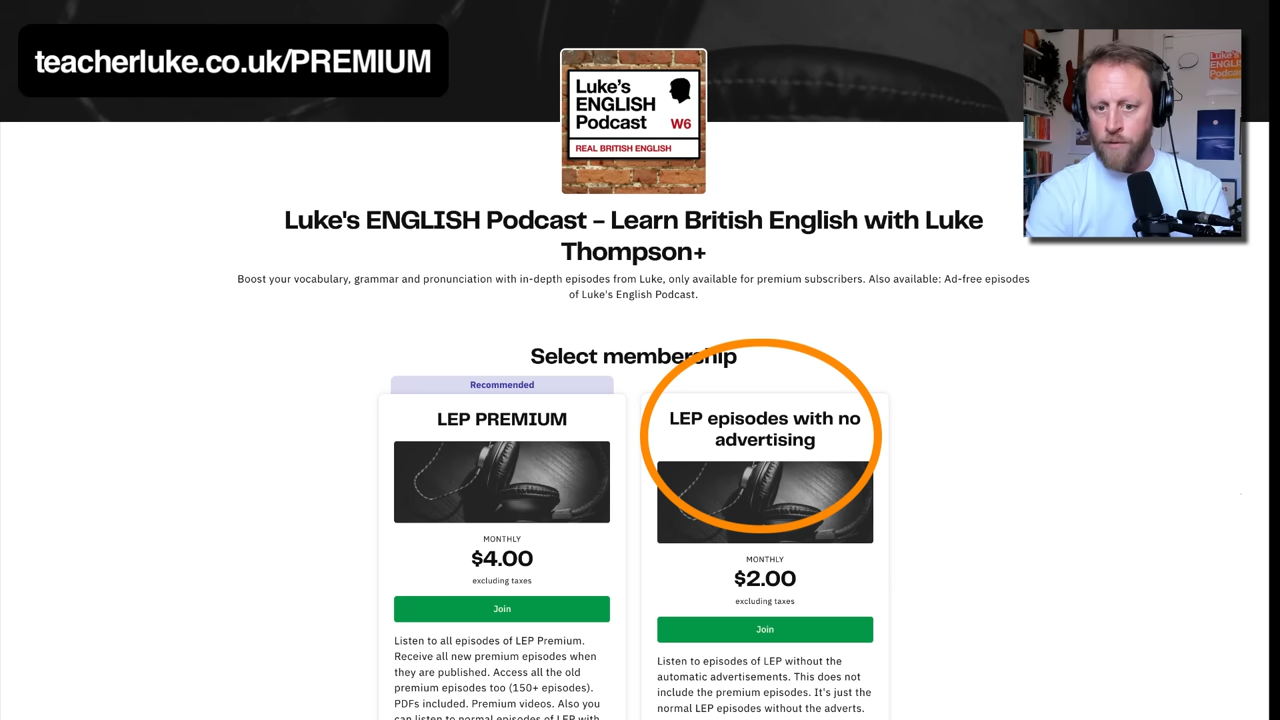 teacherluke.co.uk/PREMIUM
Luke's
ENGLISH
Podcast
W6
REAL BRITISH ENGLISH
Luke's ENGLISH Podcast – Learn British English with Luke
Thompson+
Boost your vocabulary, grammar and pronunciation with in-depth episodes from Luke, only available for premium subscribers. Also available: Ad-free episodes
of Luke's English Podcast.
Select membership
Recommended
LEP PREMIUM
MONTHLY
$4.00
excluding taxes
Join
Listen to all episodes of LEP Premium.
Receive all new premium episodes when
they are published. Access all the old
premium episodes too (150+ episodes).
PDFs included. Premium videos. Also you
can listen to normal episodes of LEP with
LEP episodes with no
advertising
MONTHLY
$2.00
excluding taxes
Join
Listen to episodes of LEP without the
automatic advertisements. This does not
include the premium episodes. It's just the
normal LEP episodes without the adverts.